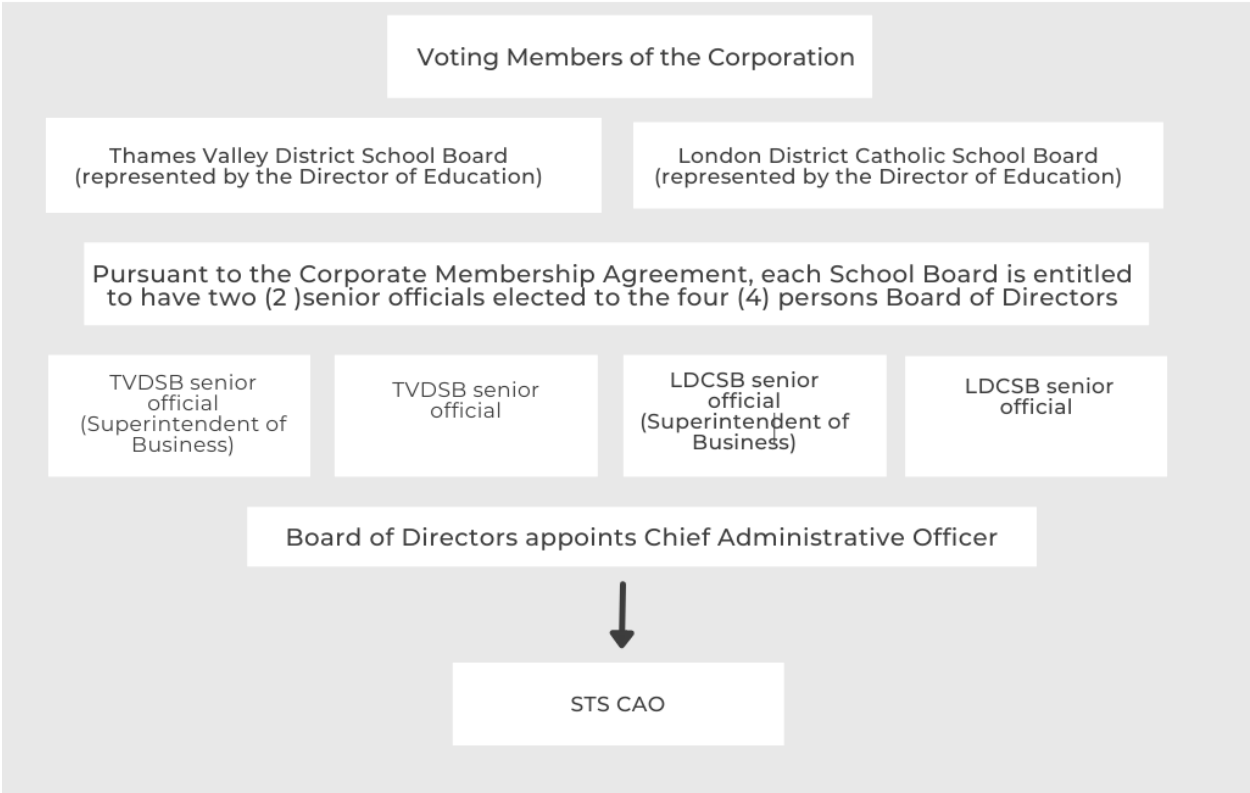 Voting Members of the Corporation
Thames Valley District School Board
(represented by the Director of Education)
London District Catholic School Board
(represented by the Director of Education)
Pursuant to the Corporate Membership Agreement, each School Board is entitled
to have two (2 )senior officials elected to the four (4) persons Board of Directors
TVDSB senior
official
(Superintendent of
Business)
TVDSB senior
official
LDCSB senior
official
(Superintendent of
Business)
LDCSB senior
official
Board of Directors appoints Chief Administrative Officer
STS CAO